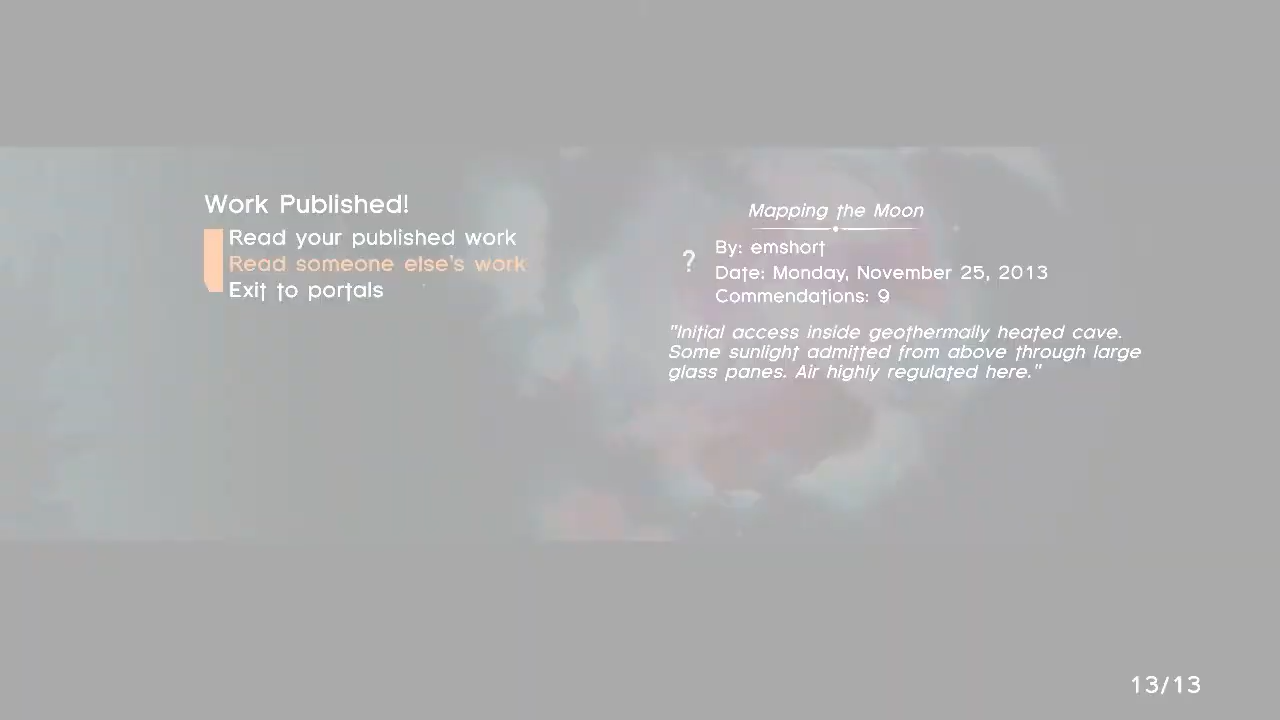 Work Published!
Read your published work
Read someone else's work
Exit to portals
Mapping the Moon
?
By: emshort
Date: Monday, November 25, 2013
Commendations: 9
"Initial access inside geothermally heated cave.
Some sunlight admitted from above through large
glass panes. Air highly regulated here."
13/13